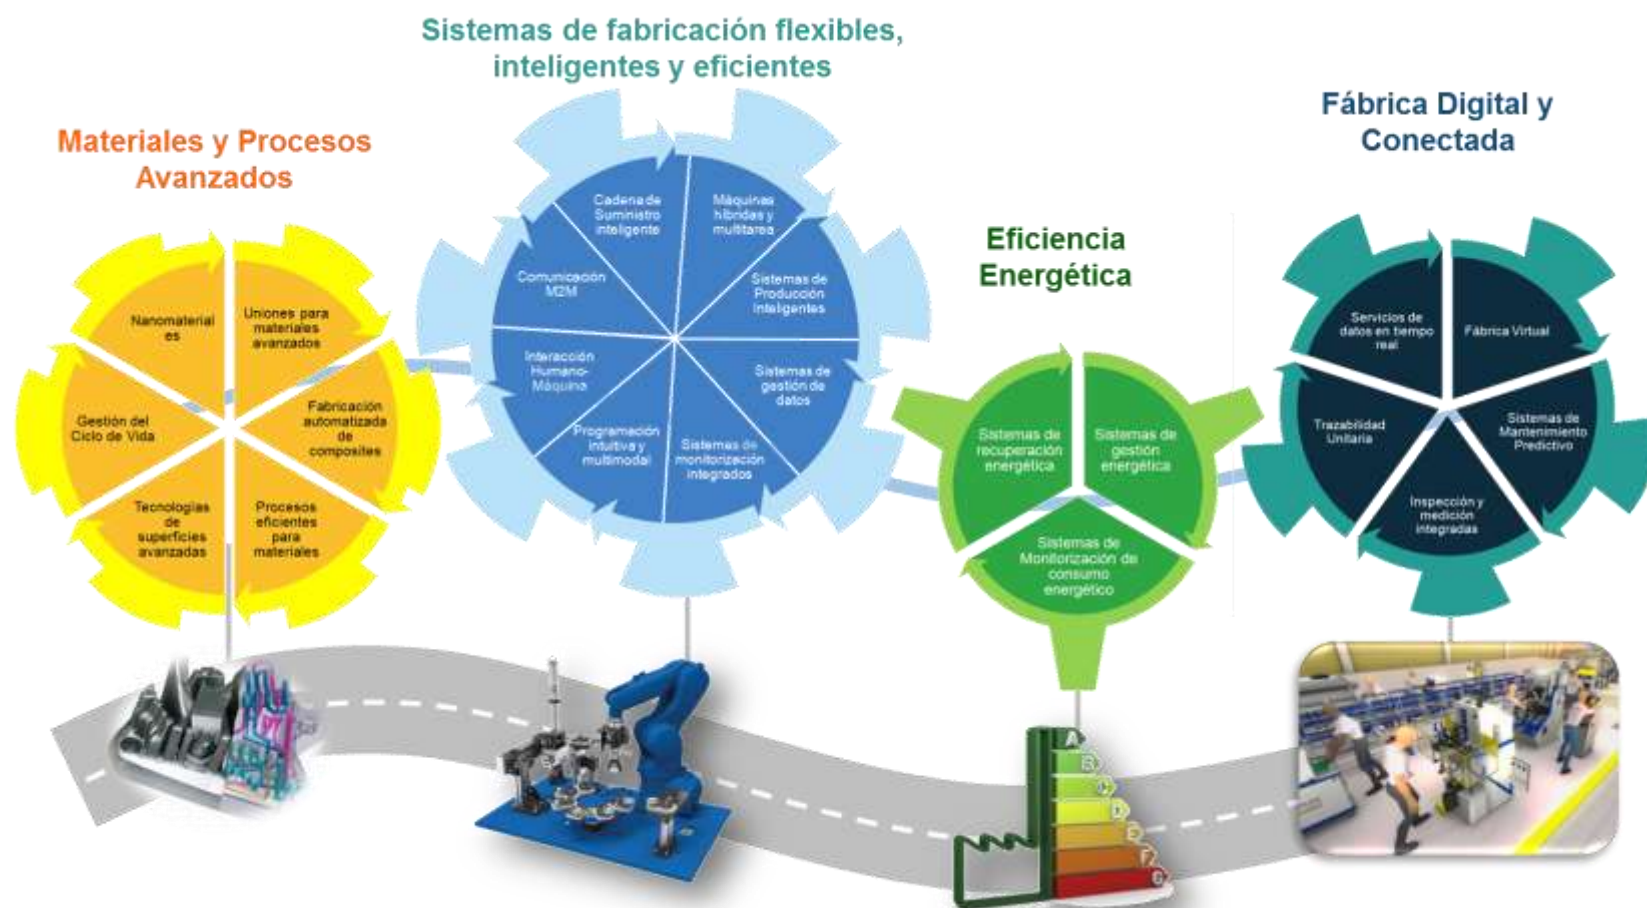 Sistemas de fabricación flexibles,
inteligentes y eficientes
Fábrica Digital y
Conectada
Materiales y Procesos
Avanzados
Eficiencia
Energética
Nanomaterial
es
Uniones para
materiales
avanzados
Fabricación
automatizada
de
composites
Procesos
eficientes
para
materiales
Tecnologías
de
superficies
avanzadas
Gestión del
Ciclo de Vida
Cadena de
Suministro
inteligente
Máquinas
híbridas y
multitarea
Sistemas de
Producción
Inteligentes
Sistemas de
gestión de
datos
Sistemas de
monitorización
integrados
Programación
intuitiva y
multimodal
Interacción
Humano-
Máquina
Comunicación
M2M
Sistemas de
recuperación
energética
Sistemas de
gestión
energética
Sistemas de
Monitorización de
consumo
energético
Servicios de
datos en tiempo
real
Fábrica Virtual
Sistemas de
Mantenimiento
Predictivo
Inspección y
medición
integradas
Trazabilidad
Unitaria
A
B
C
D
E
F
G